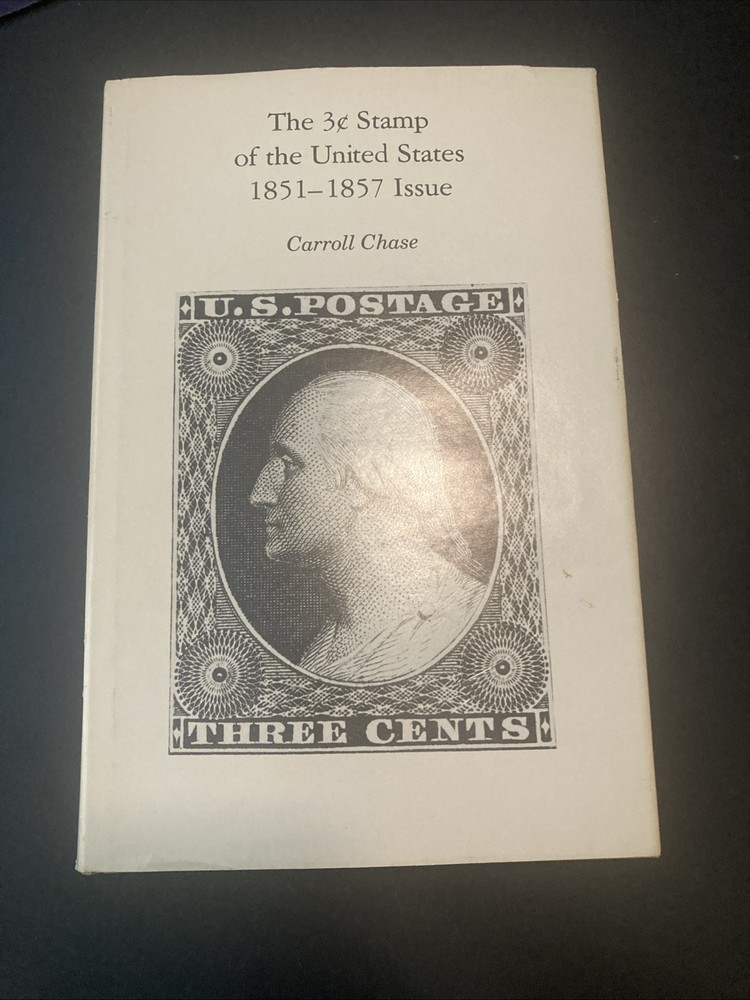 The 3¢ Stamp
of the United States
1851–1857 Issue
Carroll Chase
U.S. POSTAGE
THREE CENTS